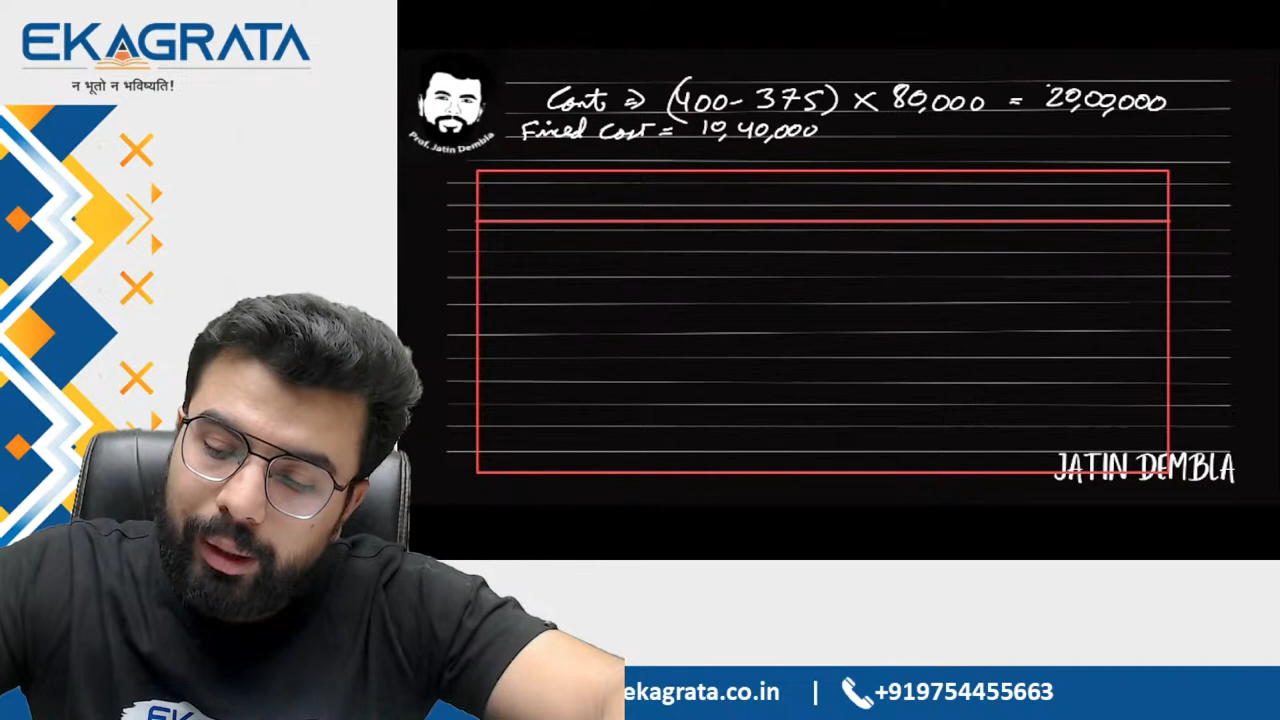 EKAGRATA
न भूतो न भविष्यति!
Prof. Jatin Dembla
Cont ⇒ (400 - 375) × 80,000 = 20,00,000
Fixed Cost = 10,40,000
JATIN DEMBLA
ekagrata.co.in | +919754455663